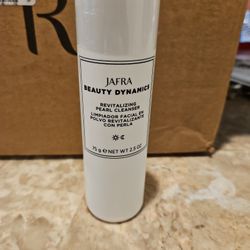 R
JAFRA
BEAUTY DYNAMICS
REVITALIZING
PEARL CLEANSER
LIMPIADOR FACIAL EN
POLVO REVITALIZANTE
CON PERLA
75 g ℮ NET WT 2.5 OZ